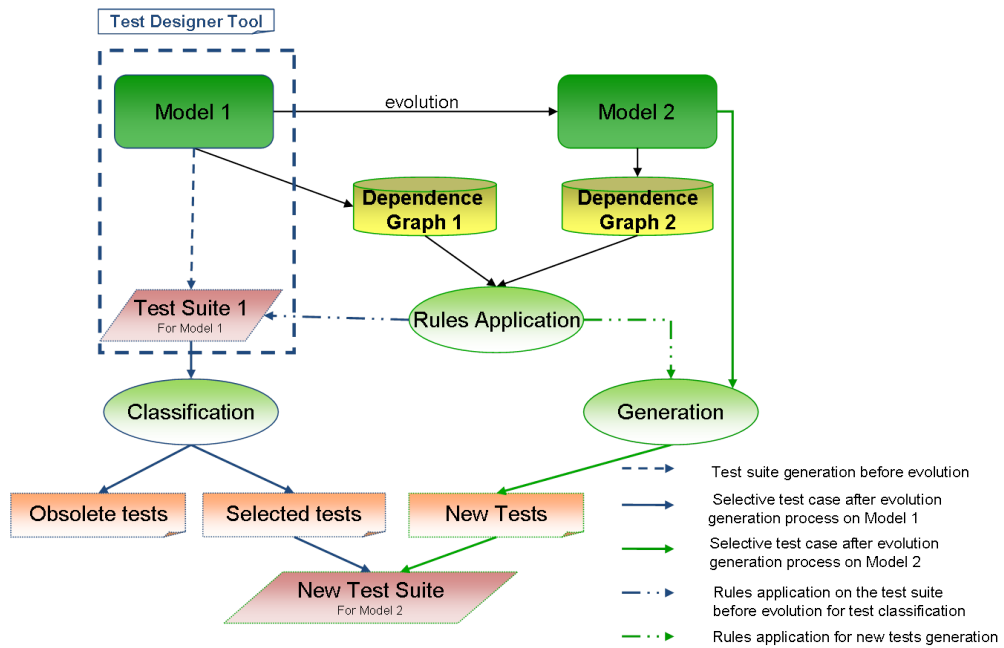 Test Designer Tool
Model 1
evolution
Model 2
Dependence
Graph 1
Dependence
Graph 2
Test Suite 1
For Model 1
Rules Application
Classification
Generation
Obsolete tests
Selected tests
New Tests
New Test Suite
For Model 2
Test suite generation before evolution
Selective test case after evolution
generation process on Model 1
Selective test case after evolution
generation process on Model 2
Rules application on the test suite
before evolution for test classification
Rules application for new tests generation